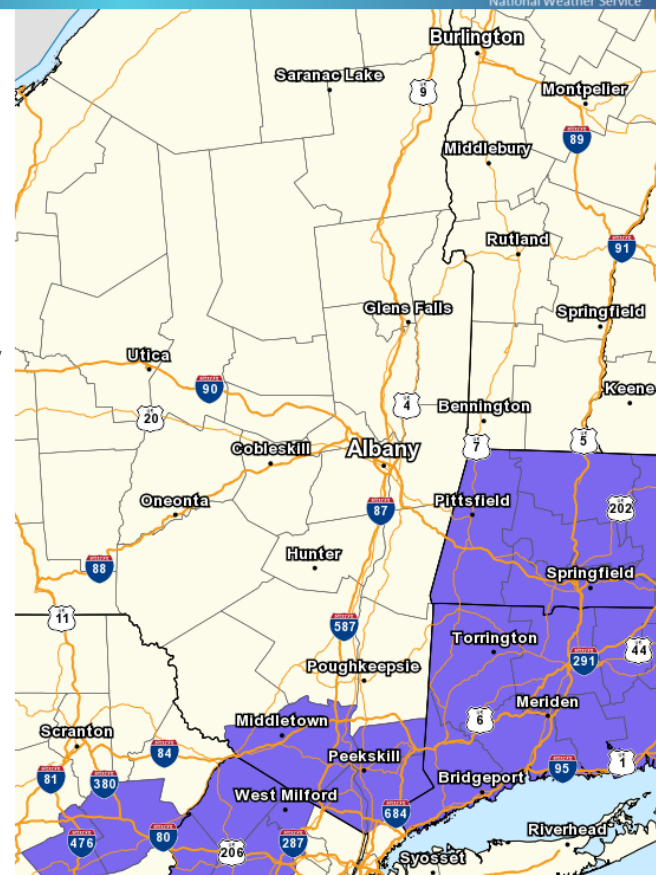 National Weather Service
Burlington
Saranac Lake
9
Montpelier
89
Middlebury
Rutland
91
Glens Falls
Springfield
Utica
90
Keene
20
4
Bennington
Cobleskill
Albany
7
5
Oneonta
87
Pittsfield
202
Hunter
88
Springfield
11
587
Torrington
44
291
Poughkeepsie
Meriden
Middletown
6
Scranton
84
Peekskill
1
81
380
Bridgeport
95
West Milford
684
476
80
206
287
Riverhead
Syosset